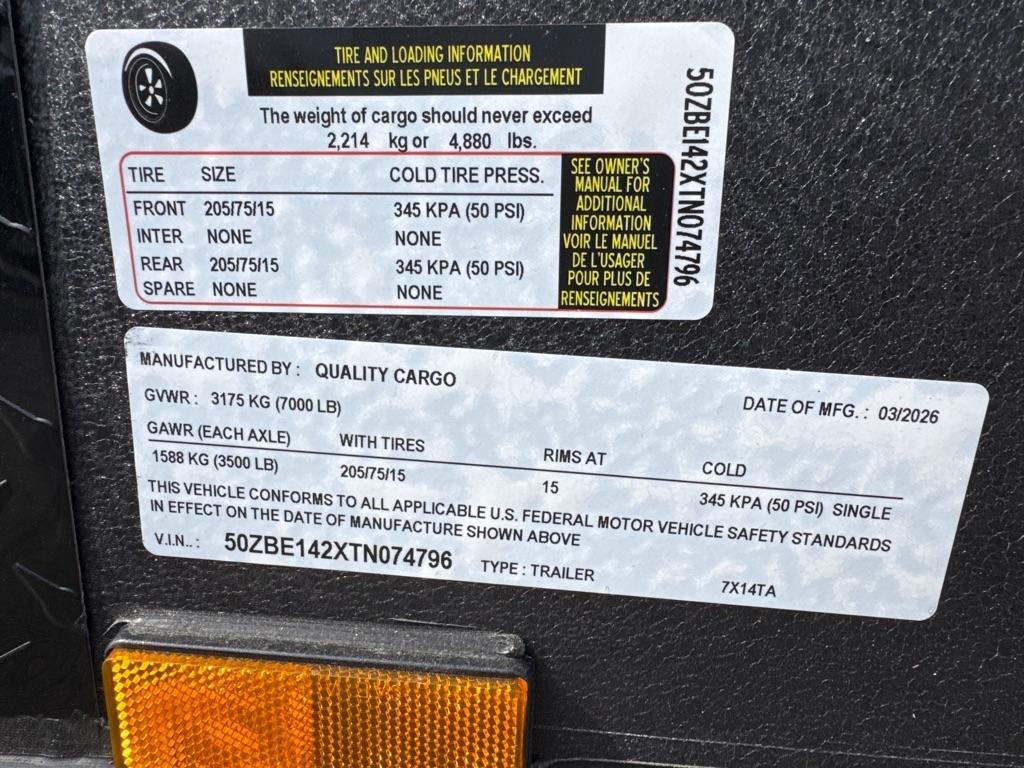 TIRE AND LOADING INFORMATION
RENSEIGNEMENTS SUR LES PNEUS ET LE CHARGEMENT
The weight of cargo should never exceed
2,214 kg or 4,880 lbs.
TIRE SIZE COLD TIRE PRESS.
FRONT 205/75/15 345 KPA (50 PSI)
INTER NONE NONE
REAR 205/75/15 345 KPA (50 PSI)
SPARE NONE NONE
SEE OWNER'S
MANUAL FOR
ADDITIONAL
INFORMATION
VOIR LE MANUEL
DE L'USAGER
POUR PLUS DE
RENSEIGNEMENTS
50ZBE142XTN074796
MANUFACTURED BY : QUALITY CARGO
GVWR : 3175 KG (7000 LB) DATE OF MFG. : 03/2026
GAWR (EACH AXLE) WITH TIRES RIMS AT COLD
1588 KG (3500 LB) 205/75/15 15 345 KPA (50 PSI) SINGLE
THIS VEHICLE CONFORMS TO ALL APPLICABLE U.S. FEDERAL MOTOR VEHICLE SAFETY STANDARDS
IN EFFECT ON THE DATE OF MANUFACTURE SHOWN ABOVE
V.I.N.. : 50ZBE142XTN074796 TYPE : TRAILER 7X14TA